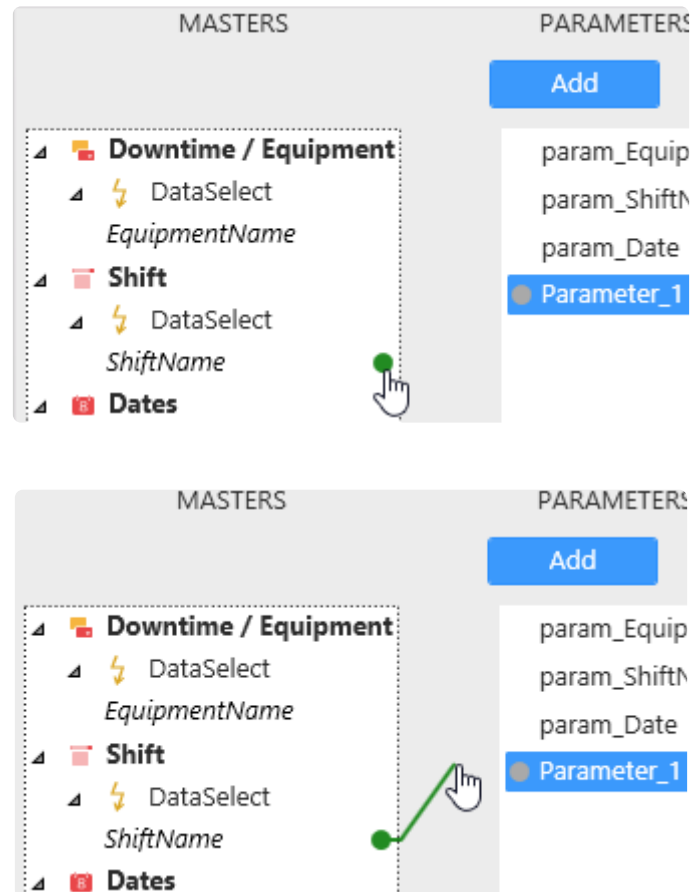 MASTERS PARAMETERS
Add
Downtime / Equipment
DataSelect
EquipmentName
Shift
DataSelect
ShiftName
Dates
param_Equip
param_ShiftN
param_Date
Parameter_1
MASTERS PARAMETERS
Add
Downtime / Equipment
DataSelect
EquipmentName
Shift
DataSelect
ShiftName
Dates
param_Equip
param_ShiftN
param_Date
Parameter_1